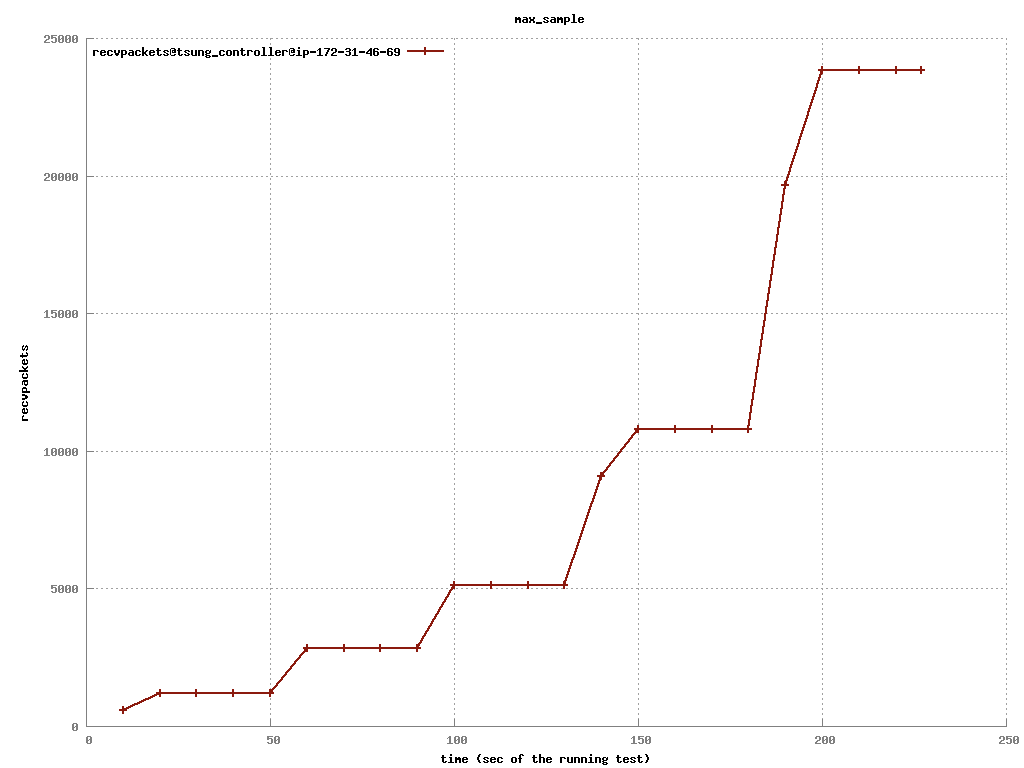 max_sample
25000
recvpackets@tsung_controller@ip-172-31-46-69
20000
15000
recvpackets
10000
5000
0
0 50 100 150 200 250
time (sec of the running test)